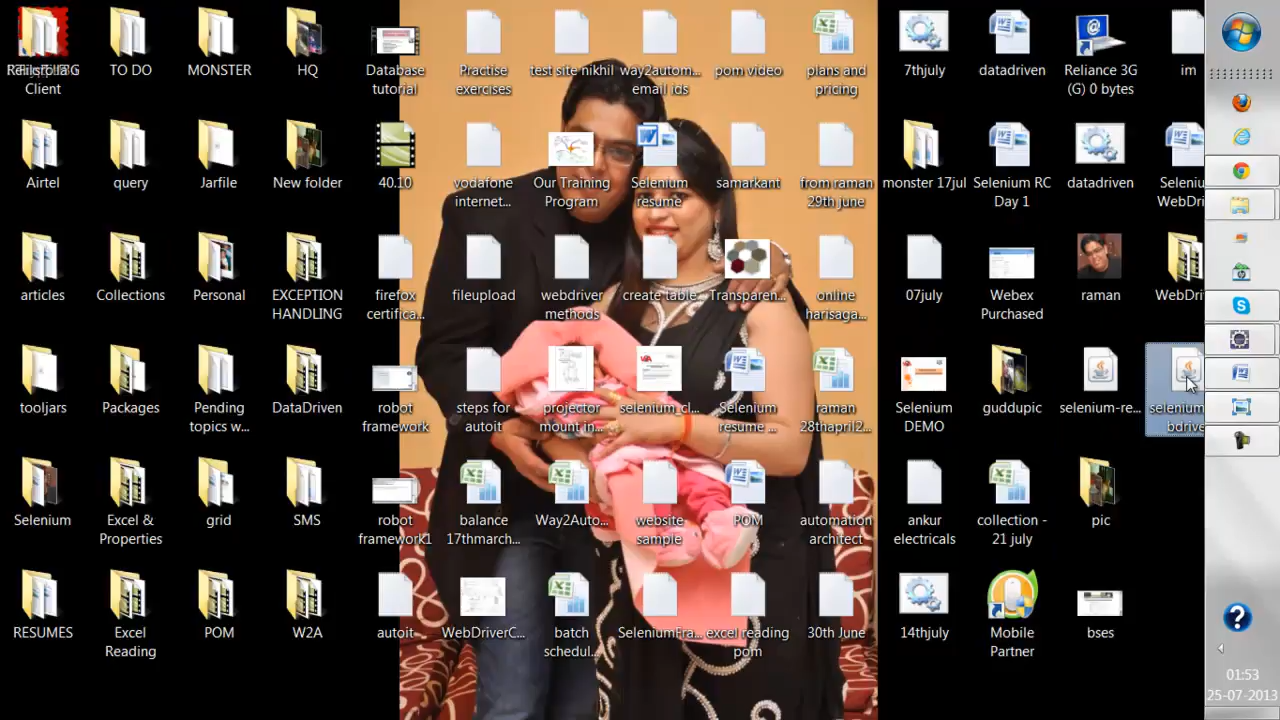 Client
TO DO
MONSTER
HQ
Database
tutorial
Practise
exercises
test site nikhil
way2autom...
email ids
pom video
plans and
pricing
7thjuly
datadriven
Reliance 3G
(G) 0 bytes
im
Airtel
query
Jarfile
New folder
40.10
vodafone
internet...
Our Training
Program
Selenium
resume
samarkant
from raman
29th june
monster 17jul
Selenium RC
Day 1
datadriven
Seleniu
WebDri
articles
Collections
Personal
EXCEPTION
HANDLING
firefox
certifica...
fileupload
webdriver
methods
create table...
Transparen...
online
harisaga...
07july
Webex
Purchased
raman
WebDri
tooljars
Packages
Pending
topics w...
DataDriven
robot
framework
steps for
autoit
projector
mount in...
selenium_cl...
Selenium
resume ...
raman
28thapril2...
Selenium
DEMO
guddupic
selenium-re...
selenium
bdrive
Selenium
Excel &
Properties
grid
SMS
robot
framework1
balance
17thmarch...
Way2Auto...
website
sample
POM
automation
architect
ankur
electricals
collection -
21 july
pic
RESUMES
Excel
Reading
POM
W2A
autoit
WebDriverC...
batch
schedul...
SeleniumFra...
excel reading
pom
30th June
14thjuly
Mobile
Partner
bses
01:53
25-07-2013